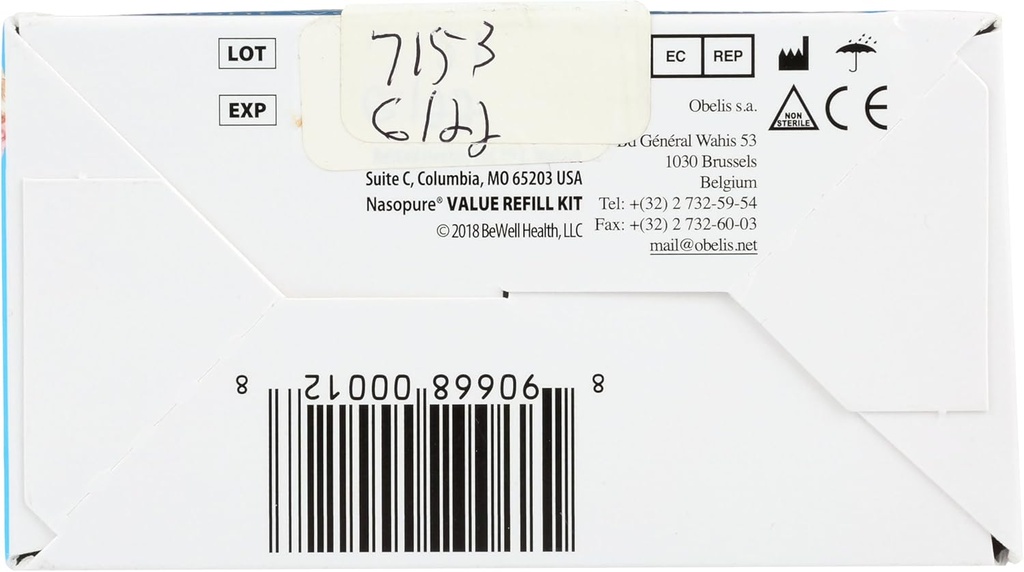 LOT
7153
EC REP
EXP
6/22
Obelis s.a.
NON
STERILE
CE
Général Wahis 53
1030 Brussels
Belgium
Tel: +(32) 2 732-59-54
Fax: +(32) 2 732-60-03
mail@obelis.net
Suite C, Columbia, MO 65203 USA
Nasopure® VALUE REFILL KIT
© 2018 BeWell Health, LLC
8 90668 00012 8